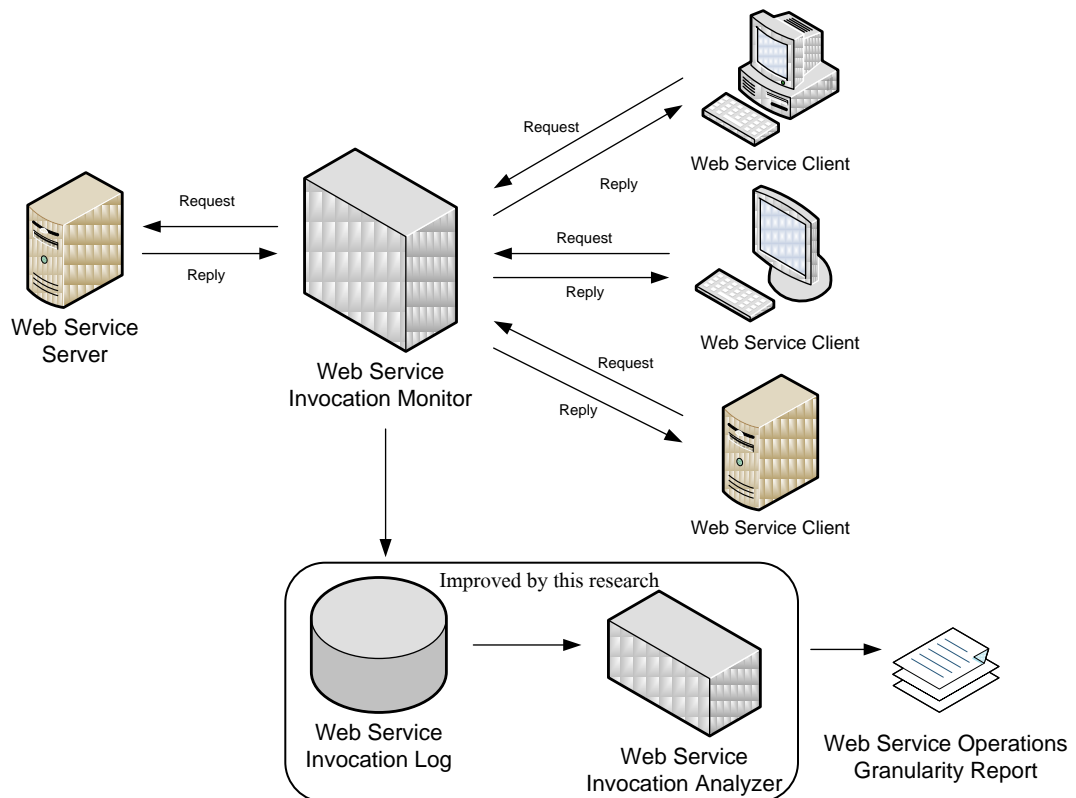 Request
Reply
Web Service Client
Request
Reply
Web Service
Server
Request
Reply
Web Service Client
Web Service
Invocation Monitor
Request
Reply
Web Service Client
Improved by this research
Web Service
Invocation Log
Web Service
Invocation Analyzer
Web Service Operations
Granularity Report